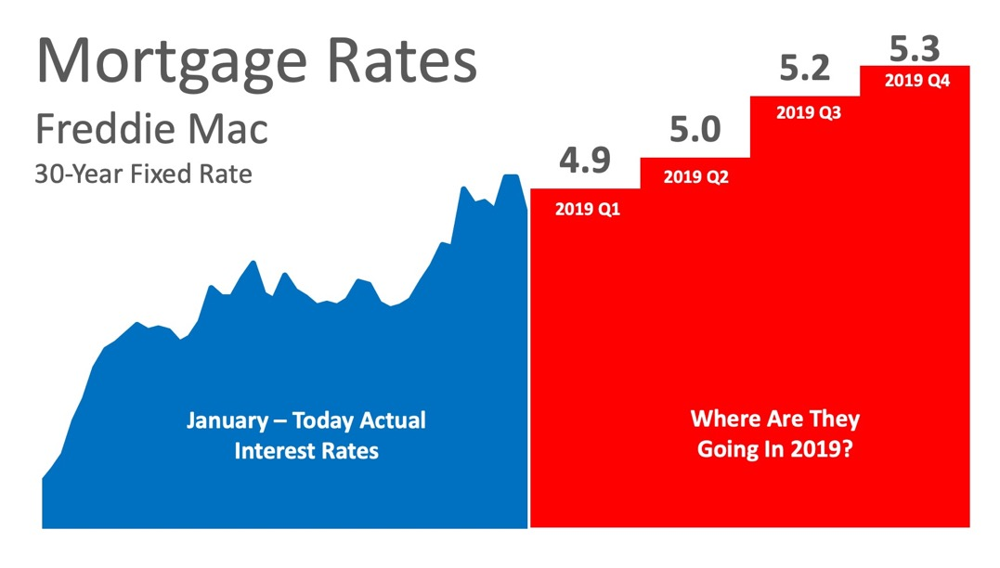 Mortgage Rates
Freddie Mac
30-Year Fixed Rate
4.9
2019 Q1
5.0
2019 Q2
5.2
2019 Q3
5.3
2019 Q4
January – Today Actual
Interest Rates
Where Are They
Going In 2019?